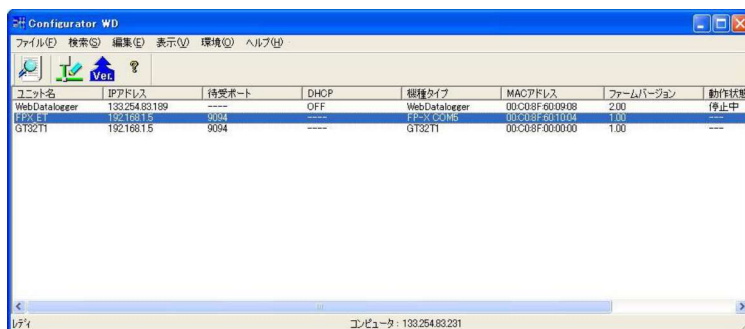 Configurator WD
ファイル(F) 検索(S) 編集(E) 表示(V) 環境(O) ヘルプ(H)
Ver. ?
ユニット名 IPアドレス 待受ポート DHCP 機種タイプ MACアドレス ファームバージョン 動作状態
WebDatalogger 133.254.83.189 ---- OFF WebDatalogger 00:C0:8F:60:09:08 2.00 停止中
FPX ET 192.168.1.5 9094 ---- FP-X COM5 00:C0:8F:60:10:04 1.00 ---
GT32T1 192.168.1.5 9094 ---- GT32T1 00:C0:8F:00:00:00 1.00 ---
レディ コンピュータ : 133.254.83.231